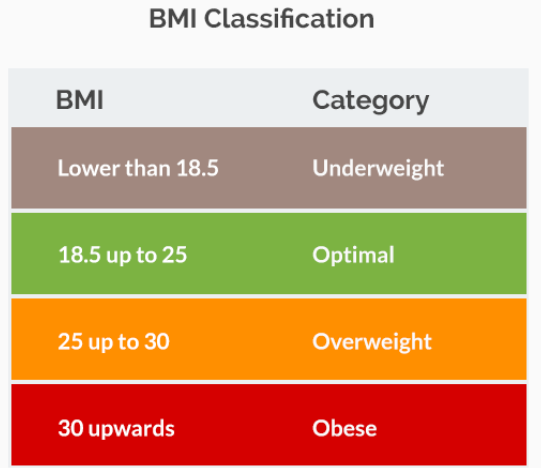 BMI Classification
BMI Category
Lower than 18.5 Underweight
18.5 up to 25 Optimal
25 up to 30 Overweight
30 upwards Obese